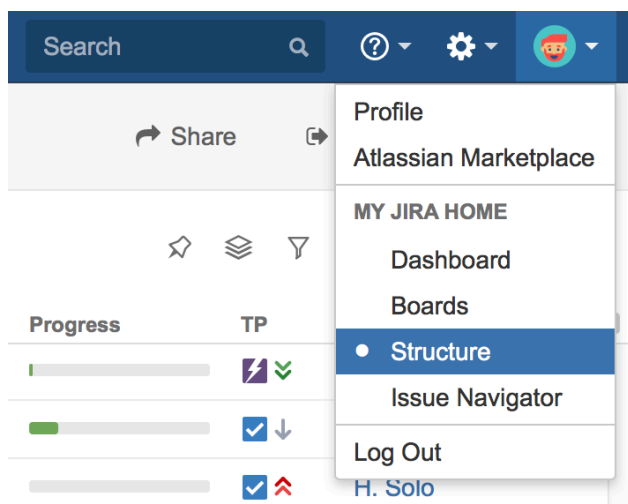 Search
Share
Profile
Atlassian Marketplace
MY JIRA HOME
Dashboard
Boards
Structure
Issue Navigator
Log Out
Progress TP
H. Solo